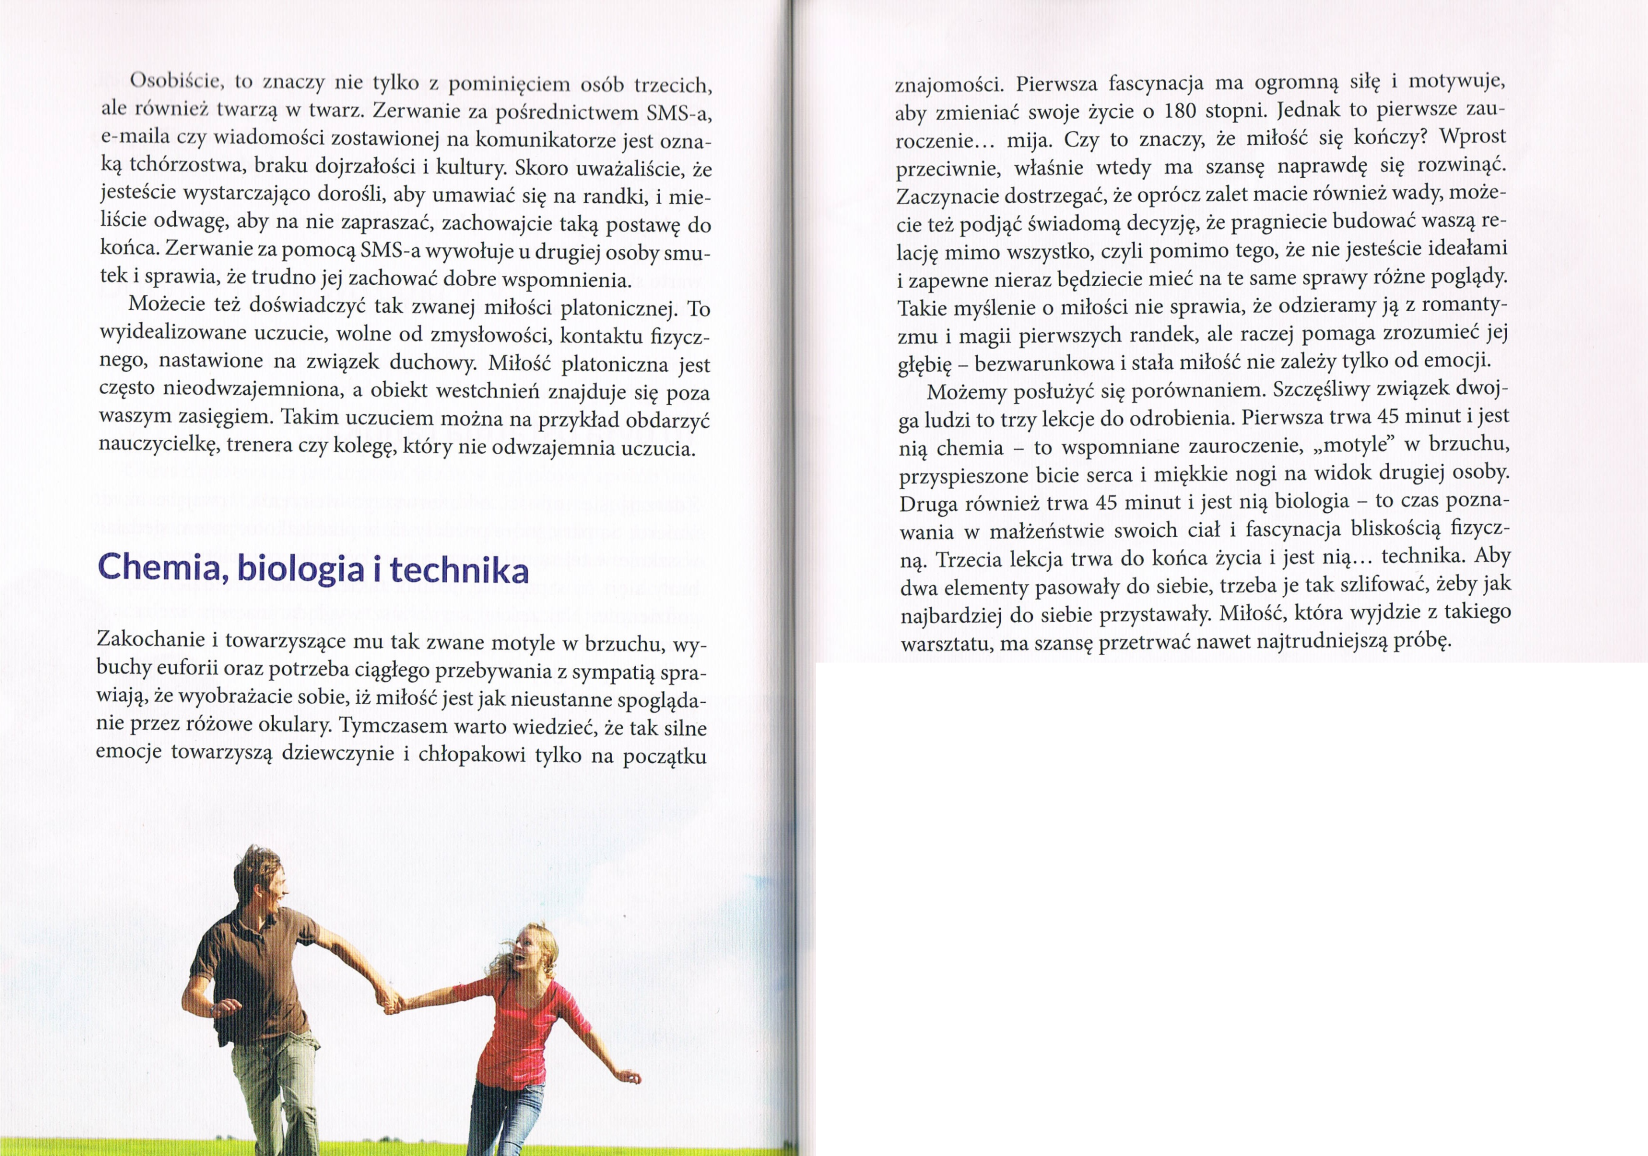 Osobiście, to znaczy nie tylko z pominięciem osób trzecich,
ale również twarzą w twarz. Zerwanie za pośrednictwem SMS-a,
e-maila czy wiadomości zostawionej na komunikatorze jest ozna-
ką tchórzostwa, braku dojrzałości i kultury. Skoro uważaliście, że
jesteście wystarczająco dorośli, aby umawiać się na randki, i mie-
liście odwagę, aby na nie zapraszać, zachowajcie taką postawę do
końca. Zerwanie za pomocą SMS-a wywołuje u drugiej osoby smu-
tek i sprawia, że trudno jej zachować dobre wspomnienia.
Możecie też doświadczyć tak zwanej miłości platonicznej. To
wyidealizowane uczucie, wolne od zmysłowości, kontaktu fizycz-
nego, nastawione na związek duchowy. Miłość platoniczna jest
często nieodwzajemniona, a obiekt westchnień znajduje się poza
waszym zasięgiem. Takim uczuciem można na przykład obdarzyć
nauczycielkę, trenera czy kolegę, który nie odwzajemnia uczucia.
Chemia, biologia i technika
Zakochanie i towarzyszące mu tak zwane motyle w brzuchu, wy-
buchy euforii oraz potrzeba ciągłego przebywania z sympatią spra-
wiają, że wyobrażacie sobie, iż miłość jest jak nieustanne spogląda-
nie przez różowe okulary. Tymczasem warto wiedzieć, że tak silne
emocje towarzyszą dziewczynie i chłopakowi tylko na początku
znajomości. Pierwsza fascynacja ma ogromną siłę i motywuje,
aby zmieniać swoje życie o 180 stopni. Jednak to pierwsze zau-
roczenie… mija. Czy to znaczy, że miłość się kończy? Wprost
przeciwnie, właśnie wtedy ma szansę naprawdę się rozwinąć.
Zaczynacie dostrzegać, że oprócz zalet macie również wady, może-
cie też podjąć świadomą decyzję, że pragniecie budować waszą re-
lację mimo wszystko, czyli pomimo tego, że nie jesteście ideałami
i zapewne nieraz będziecie mieć na te same sprawy różne poglądy.
Takie myślenie o miłości nie sprawia, że odzieramy ją z romanty-
zmu i magii pierwszych randek, ale raczej pomaga zrozumieć jej
głębię – bezwarunkowa i stała miłość nie zależy tylko od emocji.
Możemy posłużyć się porównaniem. Szczęśliwy związek dwoj-
ga ludzi to trzy lekcje do odrobienia. Pierwsza trwa 45 minut i jest
nią chemia – to wspomniane zauroczenie, „motyle” w brzuchu,
przyspieszone bicie serca i miękkie nogi na widok drugiej osoby.
Druga również trwa 45 minut i jest nią biologia – to czas pozna-
wania w małżeństwie swoich ciał i fascynacja bliskością fizycz-
ną. Trzecia lekcja trwa do końca życia i jest nią… technika. Aby
dwa elementy pasowały do siebie, trzeba je tak szlifować, żeby jak
najbardziej do siebie przystawały. Miłość, która wyjdzie z takiego
warsztatu, ma szansę przetrwać nawet najtrudniejszą próbę.